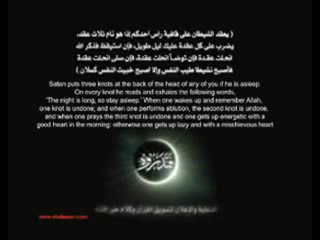 ( يعقد الشيطان على قافية رأس أحدكم إذا هو نام ثلاث عقد،
يضرب على كل عقدة عليك ليل طويل، فإن استيقظ فذكر الله
انحلت عقدة فإن توضأ انحلت عقدة، فإن صلى انحلت عقدة،
فأصبح نشيطا طيب النفس وإلا أصبح خبيث النفس كسلان )
Satan puts three knots at the back of the head of any of you if he is asleep.
On every knot he reads and exhales the following words,
'The night is long, so stay asleep.' When one wakes up and remember Allah,
one knot is undone; and when one performs ablution, the second knot is undone,
and when one prays the third knot is undone and one gets up energetic with a
good heart in the morning; otherwise one gets up lazy and with a mischievous heart